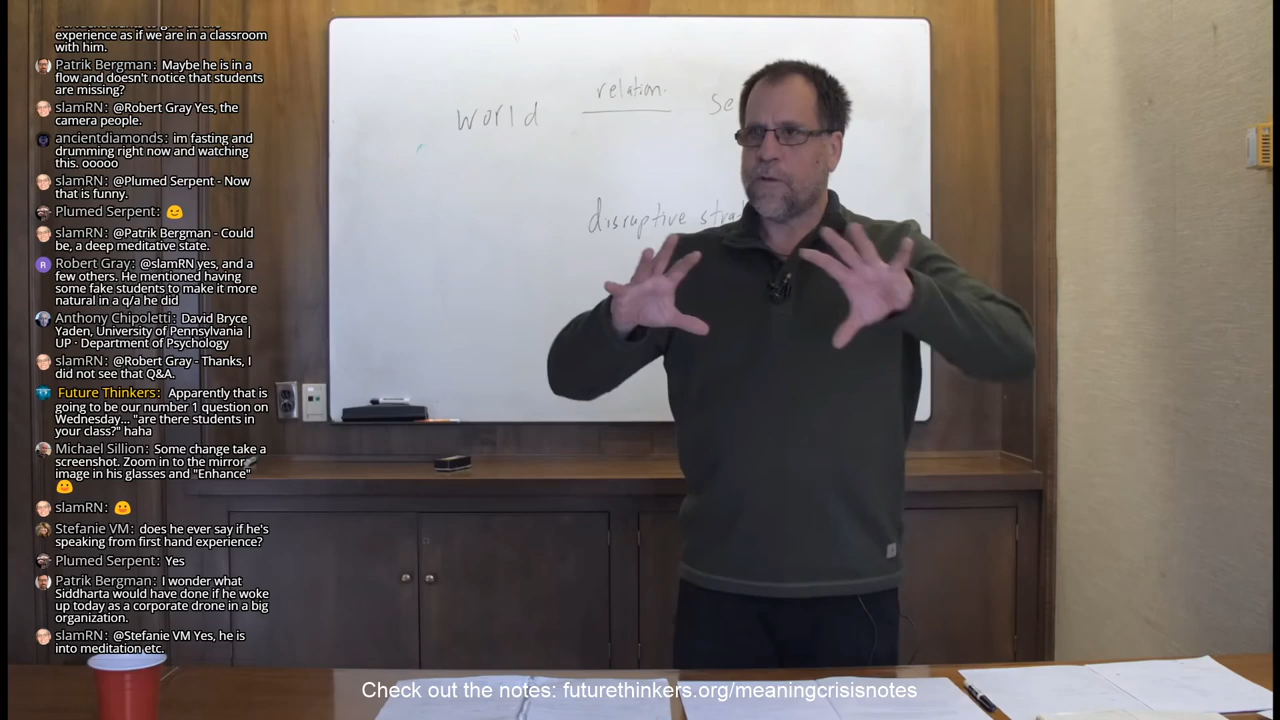 experience as if we are in a classroom
with him.
Patrik Bergman: Maybe he is in a
flow and doesn't notice that students
are missing?
slamRN: @Robert Gray Yes, the
camera people.
ancientdiamonds: im fasting and
drumming right now and watching
this. ooooo
slamRN: @Plumed Serpent - Now
that is funny.
Plumed Serpent: 😉
slamRN: @Patrik Bergman - Could
be, a deep meditative state.
R Robert Gray: @slamRN yes, and a
few others. He mentioned having
some fake students to make it more
natural in a q/a he did
Anthony Chipoletti: David Bryce
Yaden, University of Pennsylvania |
UP · Department of Psychology
slamRN: @Robert Gray - Thanks, I
did not see that Q&A.
Future Thinkers: Apparently that is
going to be our number 1 question on
Wednesday... "are there students in
your class?" haha
Michael Sillion: Some change take a
screenshot. Zoom in to the mirror
image in his glasses and "Enhance"
😀
slamRN: 😀
Stefanie VM: does he ever say if he's
speaking from first hand experience?
Plumed Serpent: Yes
Patrik Bergman: I wonder what
Siddharta would have done if he woke
up today as a corporate drone in a big
organization.
slamRN: @Stefanie VM Yes, he is
into meditation etc.
world relation. se
disruptive strat
Check out the notes: futurethinkers.org/meaningcrisisnotes